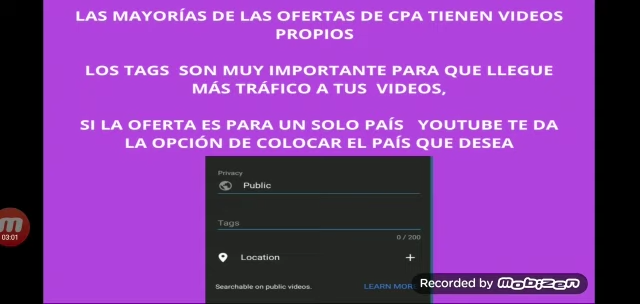 LAS MAYORÍAS DE LAS OFERTAS DE CPA TIENEN VIDEOS
PROPIOS
LOS TAGS SON MUY IMPORTANTE PARA QUE LLEGUE
MÁS TRÁFICO A TUS VIDEOS,
SI LA OFERTA ES PARA UN SOLO PAÍS YOUTUBE TE DA
LA OPCIÓN DE COLOCAR EL PAÍS QUE DESEA
Privacy
Public
Tags
0 / 200
03:01
Location
Searchable on public videos. LEARN MORE
Recorded by MOBIZEN